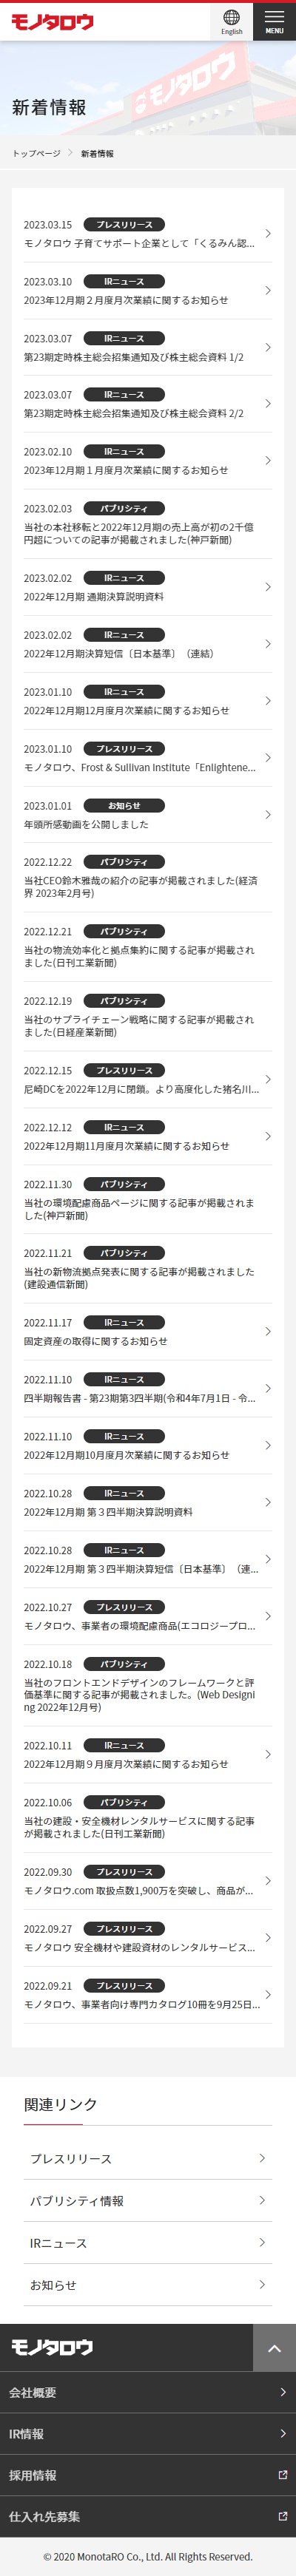 モノタロウ
English
MENU
新着情報
トップページ
新着情報
2023.03.15 プレスリリース
モノタロウ 子育てサポート企業として「くるみん認...
2023.03.10 IRニュース
2023年12月期２月度月次業績に関するお知らせ
2023.03.07 IRニュース
第23期定時株主総会招集通知及び株主総会資料 1/2
2023.03.07 IRニュース
第23期定時株主総会招集通知及び株主総会資料 2/2
2023.02.10 IRニュース
2023年12月期１月度月次業績に関するお知らせ
2023.02.03 パブリシティ
当社の本社移転と2022年12月期の売上高が初の2千億
円超についての記事が掲載されました(神戸新聞)
2023.02.02 IRニュース
2022年12月期 通期決算説明資料
2023.02.02 IRニュース
2022年12月期決算短信〔日本基準〕（連結）
2023.01.10 IRニュース
2022年12月期12月度月次業績に関するお知らせ
2023.01.10 プレスリリース
モノタロウ、Frost & Sullivan Institute「Enlightene...
2023.01.01 お知らせ
年頭所感動画を公開しました
2022.12.22 パブリシティ
当社CEO鈴木雅哉の紹介の記事が掲載されました(経済
界 2023年2月号)
2022.12.21 パブリシティ
当社の物流効率化と拠点集約に関する記事が掲載され
ました(日刊工業新聞)
2022.12.19 パブリシティ
当社のサプライチェーン戦略に関する記事が掲載され
ました(日経産業新聞)
2022.12.15 プレスリリース
尼崎DCを2022年12月に閉鎖。より高度化した猪名川...
2022.12.12 IRニュース
2022年12月期11月度月次業績に関するお知らせ
2022.11.30 パブリシティ
当社の環境配慮商品ページに関する記事が掲載されま
した(神戸新聞)
2022.11.21 パブリシティ
当社の新物流拠点発表に関する記事が掲載されました
(建設通信新聞)
2022.11.17 IRニュース
固定資産の取得に関するお知らせ
2022.11.10 IRニュース
四半期報告書 - 第23期第3四半期(令和4年7月1日 - 令...
2022.11.10 IRニュース
2022年12月期10月度月次業績に関するお知らせ
2022.10.28 IRニュース
2022年12月期 第３四半期決算説明資料
2022.10.28 IRニュース
2022年12月期 第３四半期決算短信〔日本基準〕（連...
2022.10.27 プレスリリース
モノタロウ、事業者の環境配慮商品(エコロジープロ...
2022.10.18 パブリシティ
当社のフロントエンドデザインのフレームワークと評
価基準に関する記事が掲載されました。(Web Designi
ng 2022年12月号)
2022.10.11 IRニュース
2022年12月期９月度月次業績に関するお知らせ
2022.10.06 パブリシティ
当社の建設・安全機材レンタルサービスに関する記事
が掲載されました(日刊工業新聞)
2022.09.30 プレスリリース
モノタロウ.com 取扱点数1,900万を突破し、商品が...
2022.09.27 プレスリリース
モノタロウ 安全機材や建設資材のレンタルサービス...
2022.09.21 プレスリリース
モノタロウ、事業者向け専門カタログ10冊を9月25日...
関連リンク
プレスリリース
パブリシティ情報
IRニュース
お知らせ
モノタロウ
会社概要
IR情報
採用情報
仕入れ先募集
© 2020 MonotaRO Co., Ltd. All Rights Reserved.